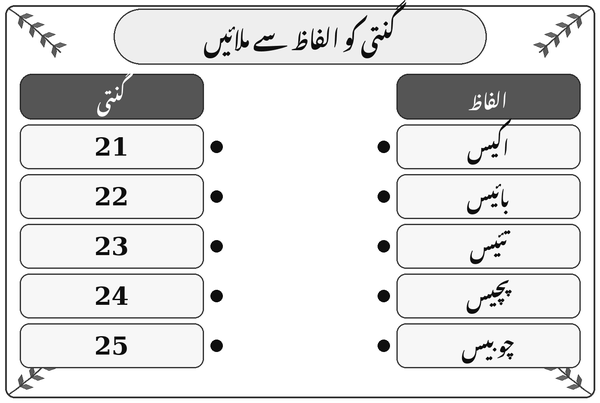 گنتی کو الفاظ سے ملائیں
الفاظ
گنتی
اکیس
21
بائیس
22
تئیس
23
پچیس
24
چوبیس
25